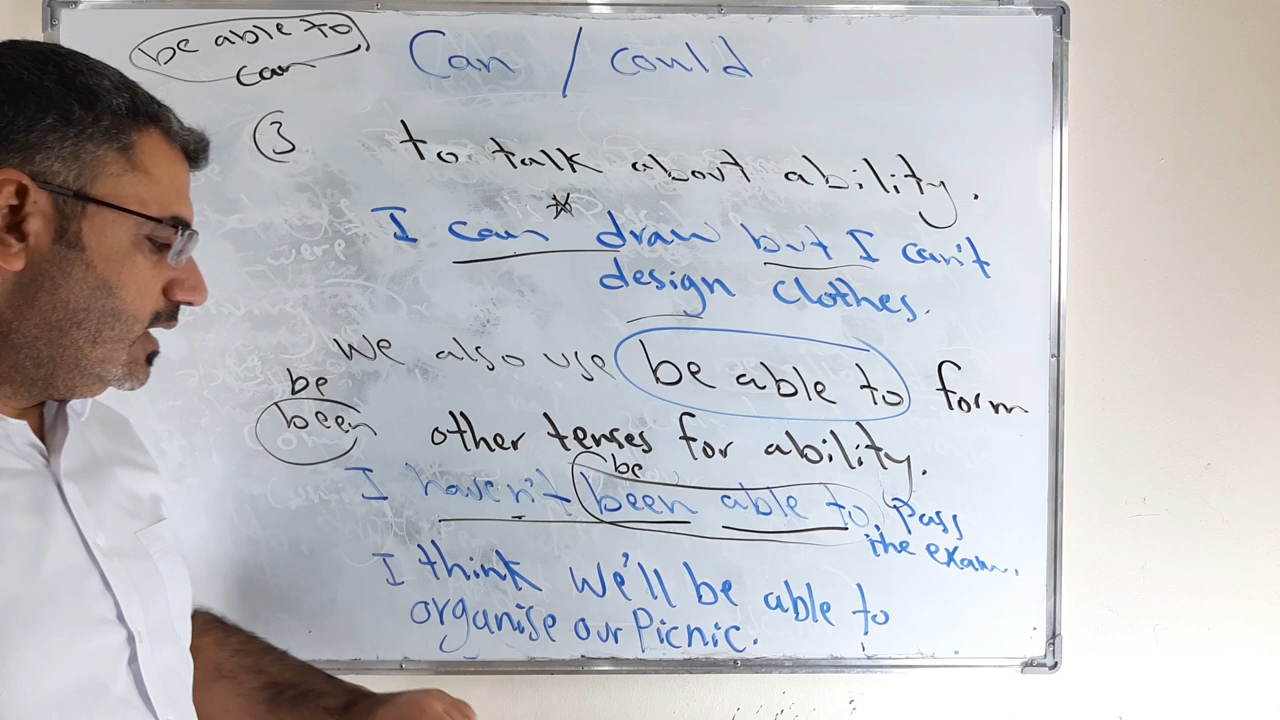 be able to
can
Can / could
3
to talk about ability.
I can draw but I can't
design clothes.
were
we also use be able to form
be
been
other tenses for ability.
be
I haven't been able to pass
the exam.
I think we'll be able to
organise our Picnic.